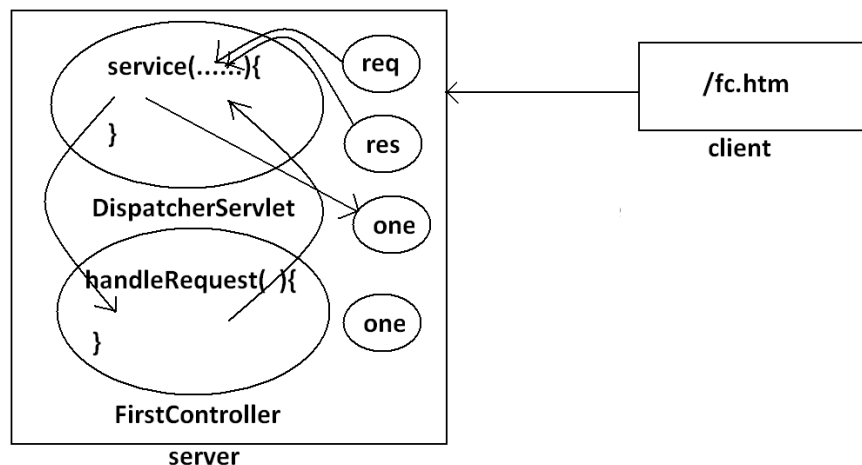 service(......){
}
DispatcherServlet
handleRequest( ){
}
FirstController
server
req
res
one
one
/fc.htm
client